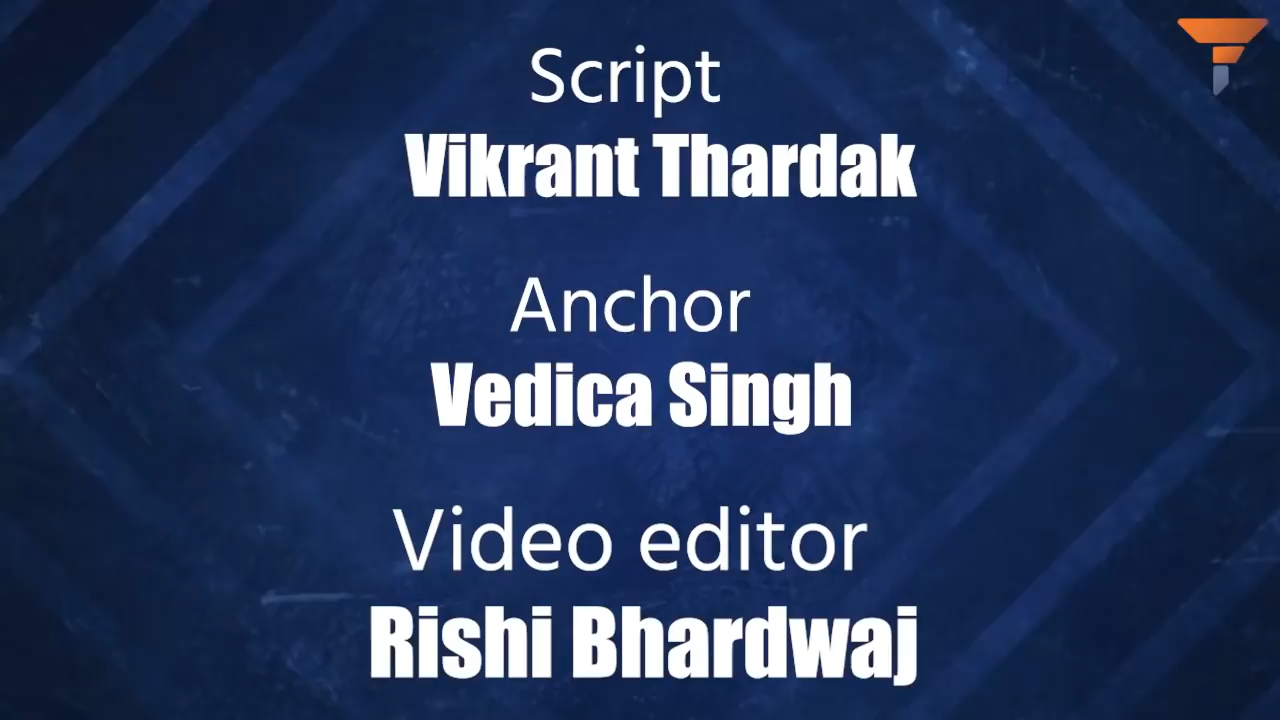 Script
Vikrant Thardak
Anchor
Vedica Singh
Video editor
Rishi Bhardwaj